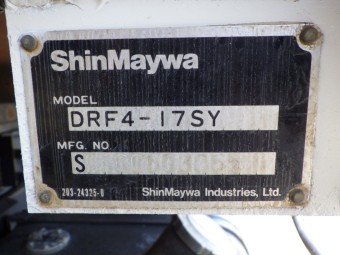 ShinMaywa
MODEL
DRF4-17SY
MFG. NO.
S
203-24325-0
ShinMaywa Industries, Ltd.